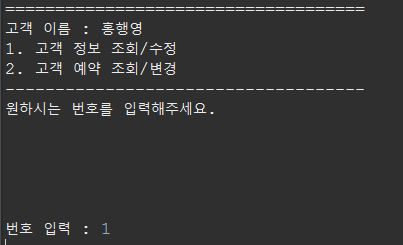 ====================================
고객 이름 : 홍행영
1. 고객 정보 조회/수정
2. 고객 예약 조회/변경
------------------------------------
원하시는 번호를 입력해주세요.
번호 입력 : 1